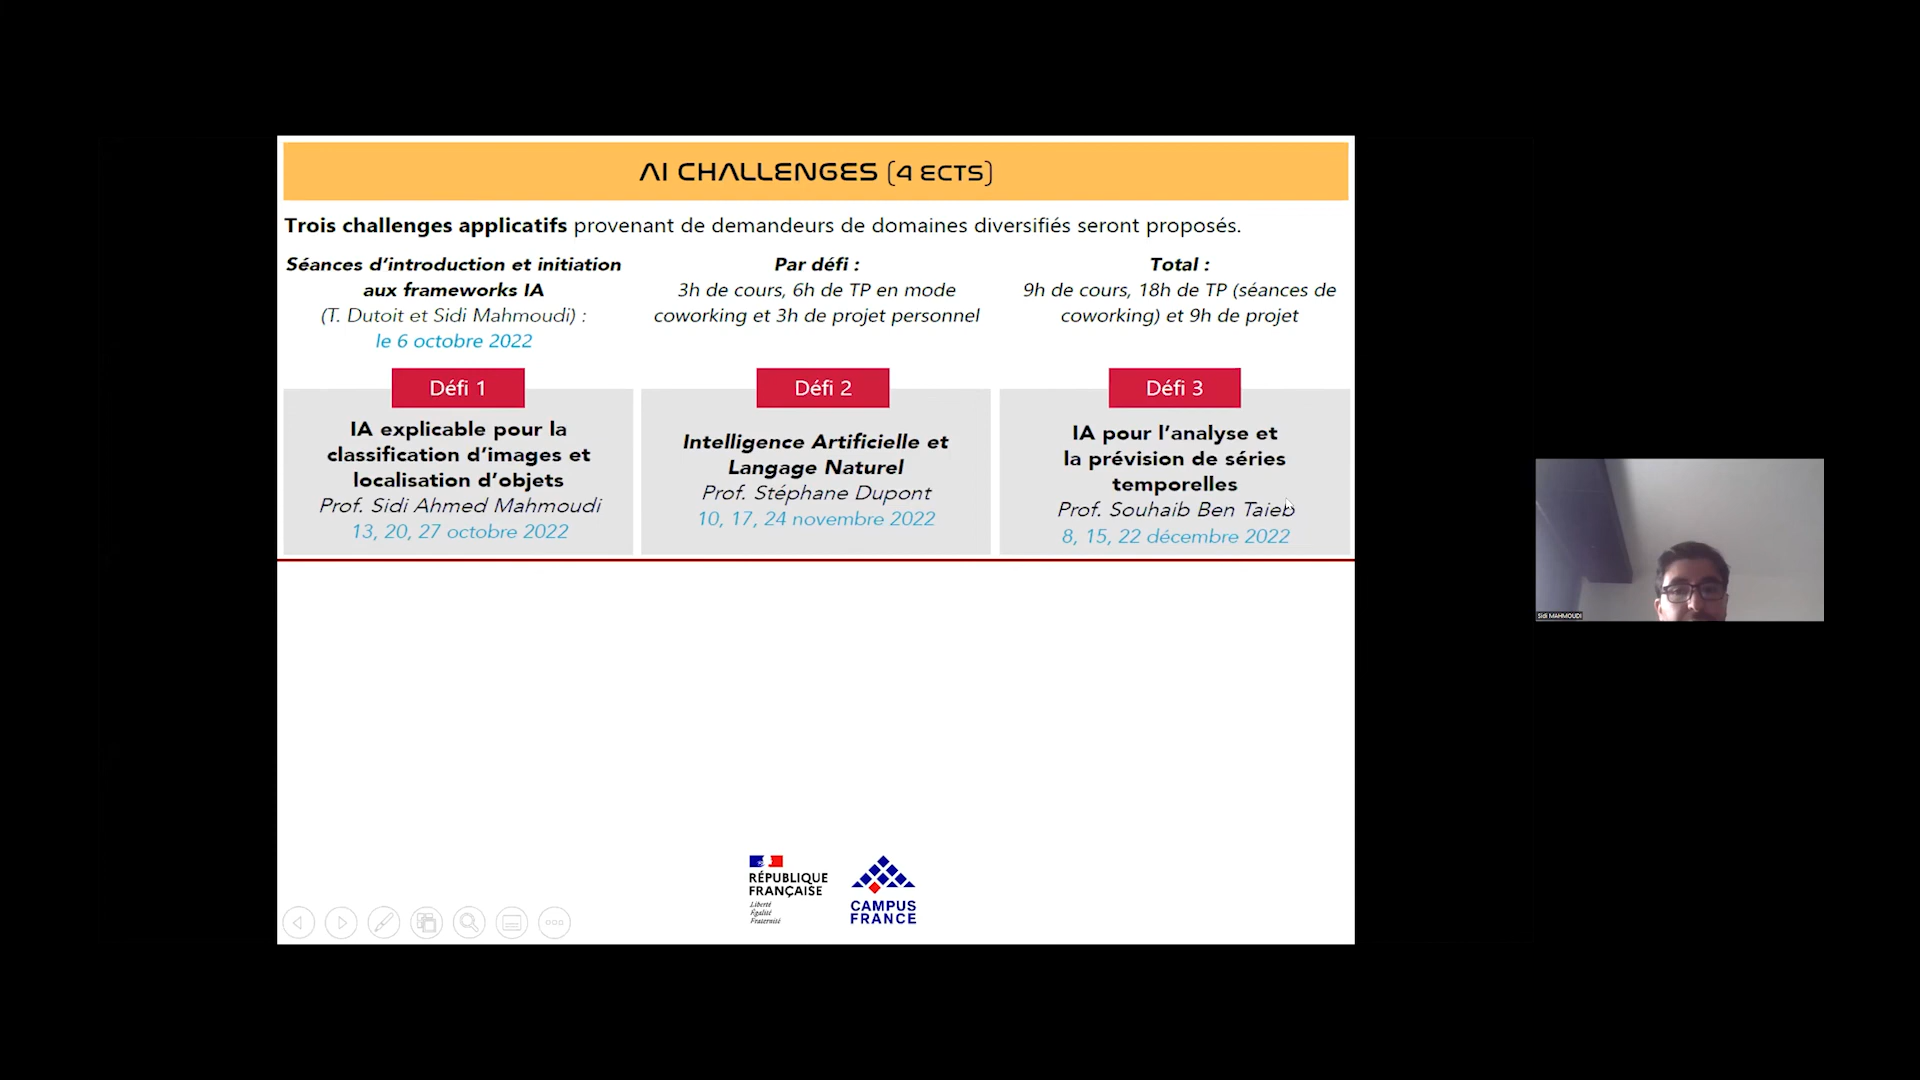 AI CHALLENGES (4 ECTS)
Trois challenges applicatifs provenant de demandeurs de domaines diversifiés seront proposés.
Séances d’introduction et initiation
aux frameworks IA
(T. Dutoit et Sidi Mahmoudi) :
le 6 octobre 2022
Par défi :
3h de cours, 6h de TP en mode
coworking et 3h de projet personnel
Total :
9h de cours, 18h de TP (séances de
coworking) et 9h de projet
Défi 1
IA explicable pour la
classification d’images et
localisation d’objets
Prof. Sidi Ahmed Mahmoudi
13, 20, 27 octobre 2022
Défi 2
Intelligence Artificielle et
Langage Naturel
Prof. Stéphane Dupont
10, 17, 24 novembre 2022
Défi 3
IA pour l’analyse et
la prévision de séries
temporelles
Prof. Souhaib Ben Taieb
8, 15, 22 décembre 2022
Sidi MAHMOUDI
RÉPUBLIQUE
FRANÇAISE
Liberté
Égalité
Fraternité
CAMPUS
FRANCE